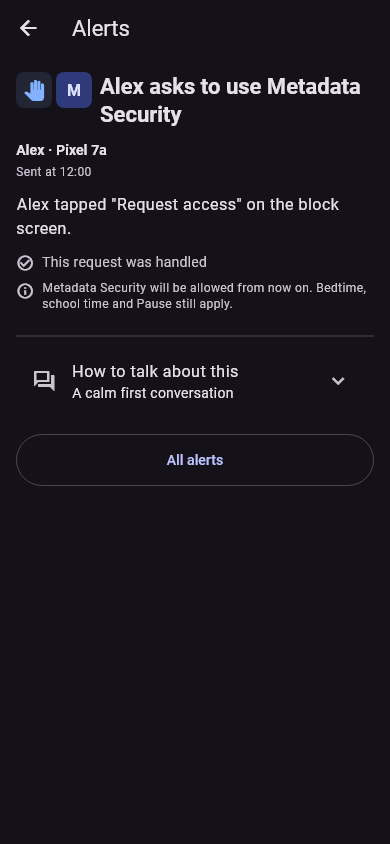 Alerts
M
Alex asks to use Metadata
Security
Alex · Pixel 7a
Sent at 12:00
Alex tapped "Request access" on the block
screen.
This request was handled
Metadata Security will be allowed from now on. Bedtime,
school time and Pause still apply.
How to talk about this
A calm first conversation
All alerts